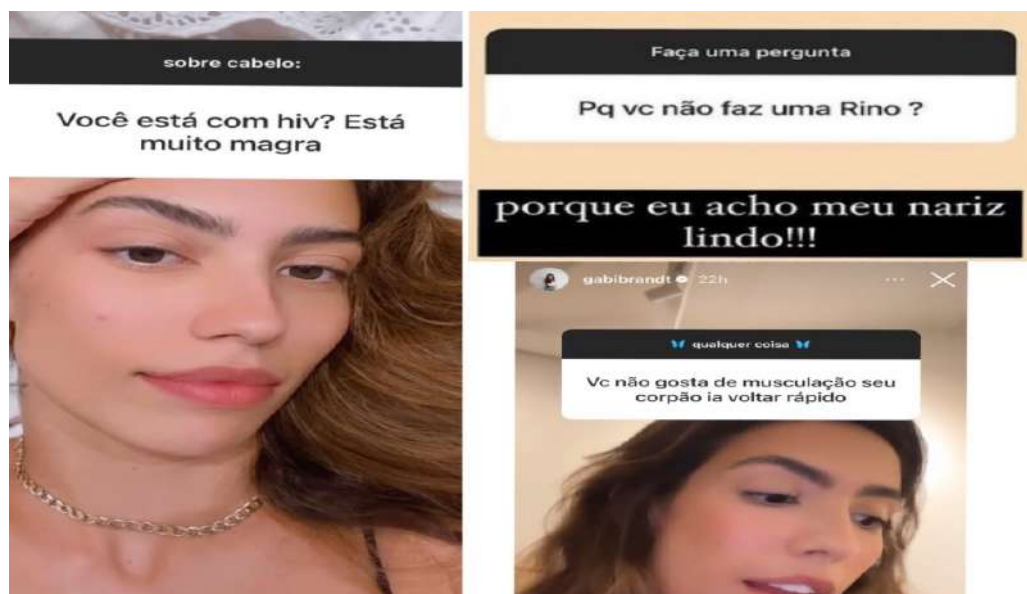 sobre cabelo:
Você está com hiv? Está
muito magra
Faça uma pergunta
Pq vc não faz uma Rino ?
porque eu acho meu nariz
lindo!!!
gabibrandt 22h
qualquer coisa
Vc não gosta de musculação seu
corpão ia voltar rápido